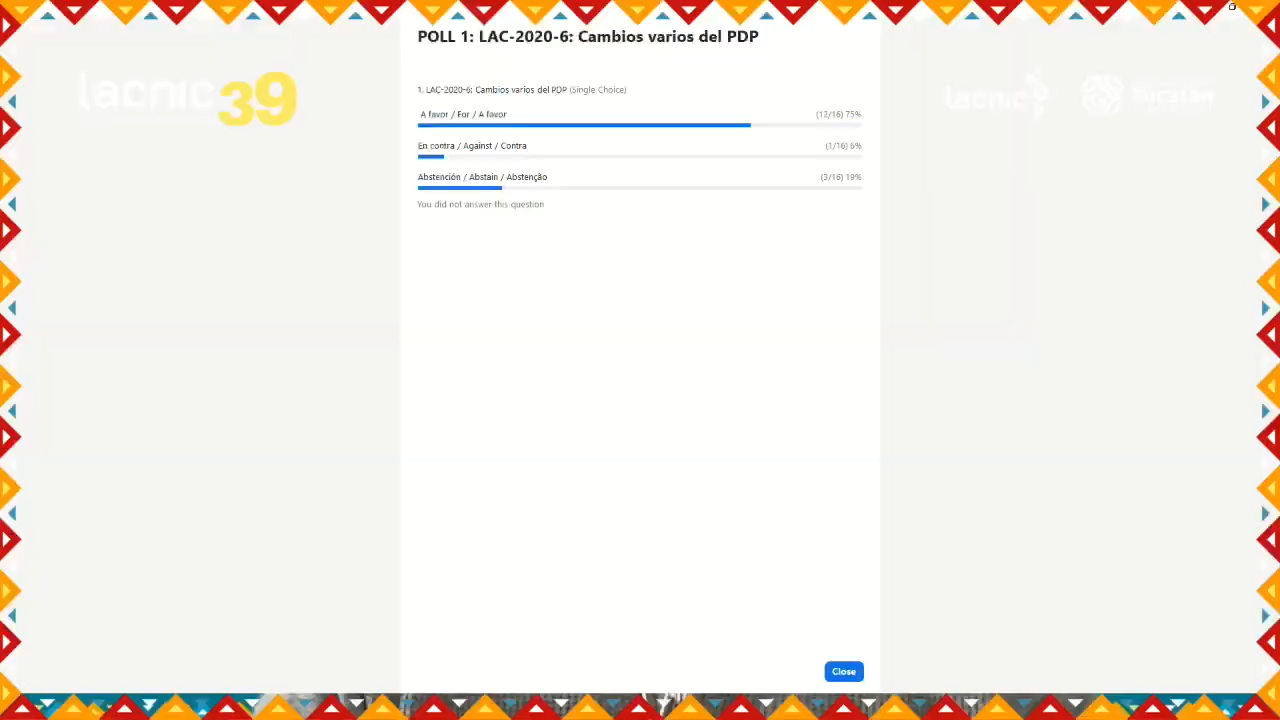 POLL 1: LAC-2020-6: Cambios varios del PDP
lacnic39
lacnic
Yucatán
1. LAC-2020-6: Cambios varios del PDP (Single Choice)
A favor / For / A favor (12/16) 75%
En contra / Against / Contra (1/16) 6%
Abstención / Abstain / Abstenção (3/16) 19%
You did not answer this question
Close